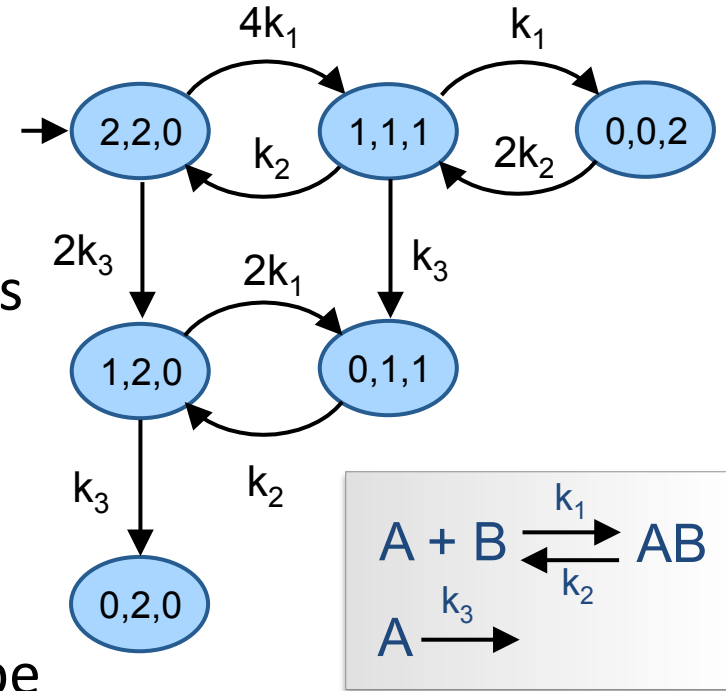 4k₁ k₁
2,2,0 1,1,1 0,0,2
k₂ 2k₂
2k₃ 2k₁ k₃
s
1,2,0 0,1,1
k₃ k₂
k₁
A + B AB
k₂
0,2,0
k₃
A